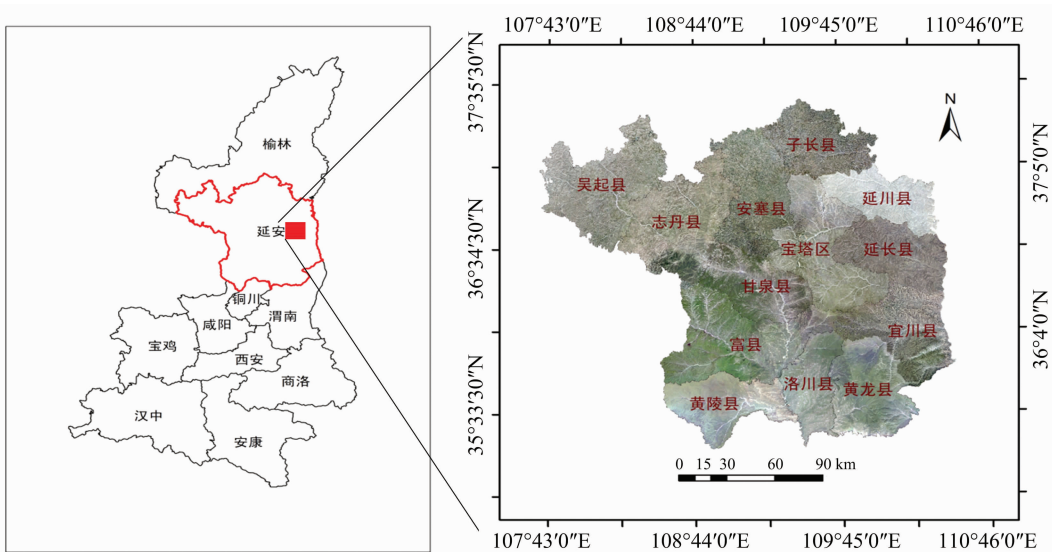 榆林
延安
铜川
咸阳
渭南
宝鸡
西安
商洛
汉中
安康
107°43′0″E
108°44′0″E
109°45′0″E
110°46′0″E
37°35′30″N
36°34′30″N
35°33′30″N
N
子长县
吴起县
延川县
志丹县
安塞县
宝塔区
延长县
甘泉县
宜川县
富县
洛川县
黄龙县
黄陵县
0 15 30 60 90 km
37°5′0″N
36°4′0″N
107°43′0″E
108°44′0″E
109°45′0″E
110°46′0″E